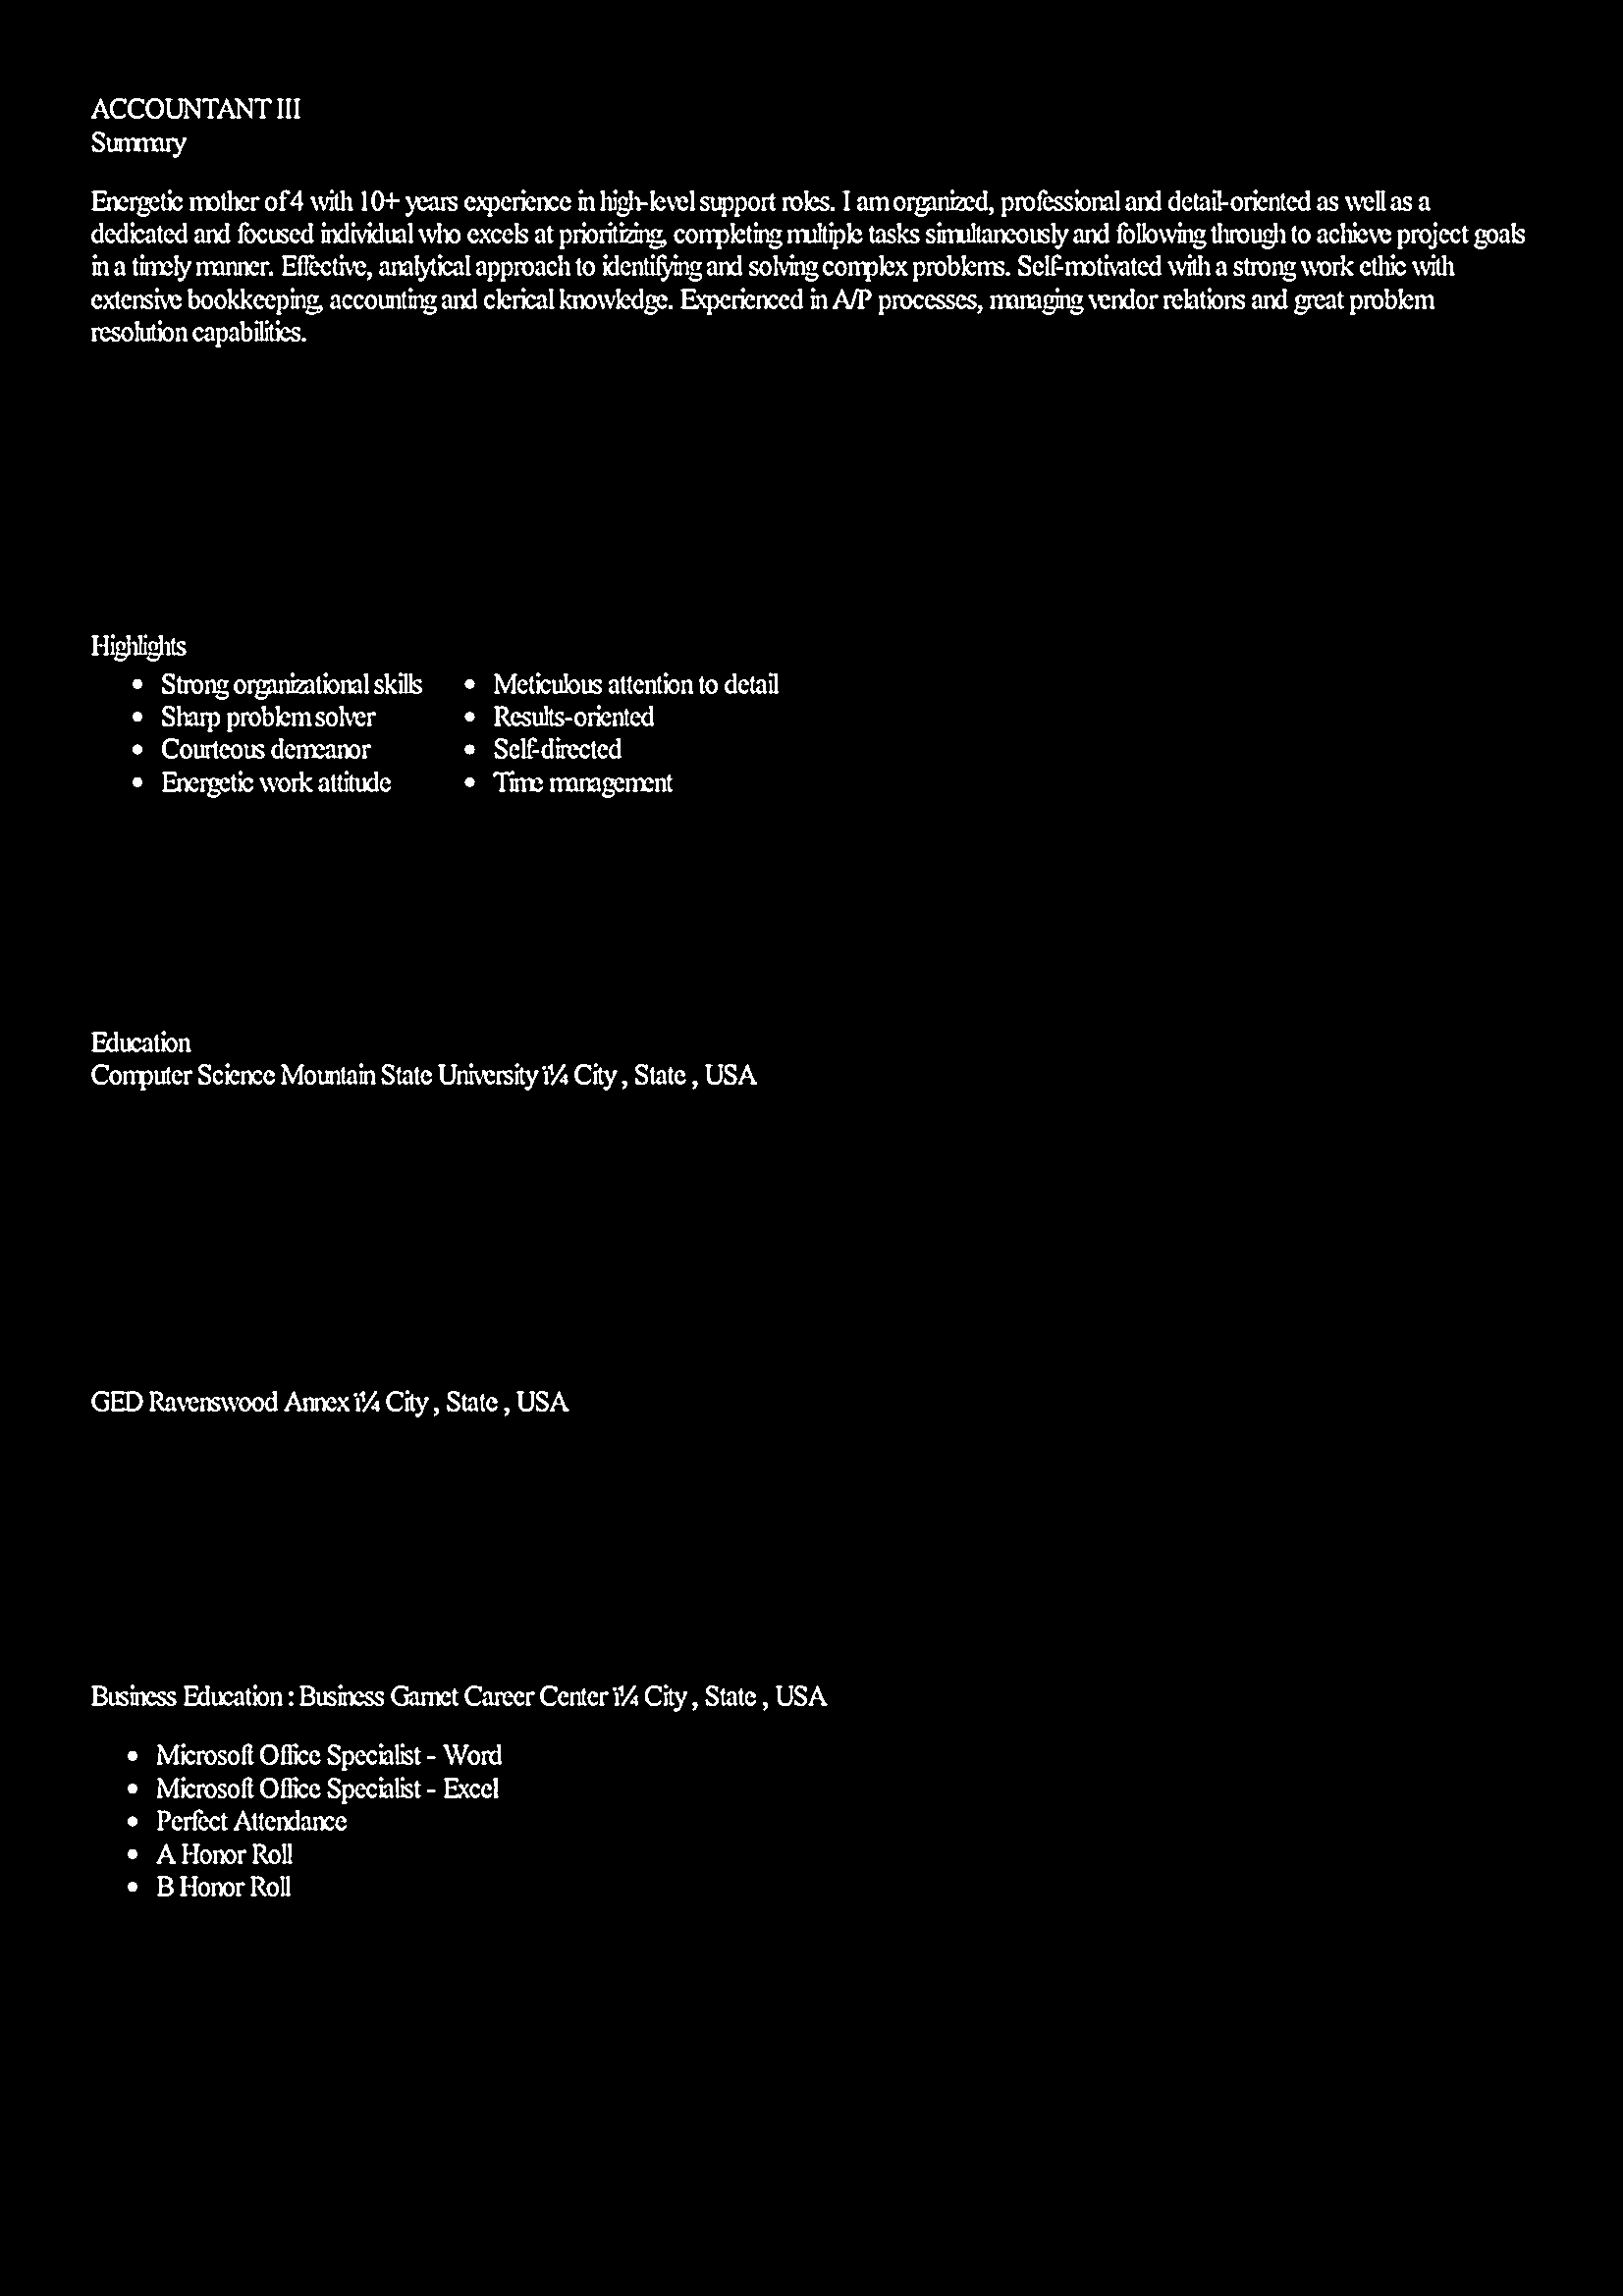 ACCOUNTANT III
Summary
Energetic mother of 4 with 10+ years experience in high-level support roles. I am organized, professional and detail-oriented as well as a
dedicated and focused individual who excels at prioritizing, completing multiple tasks simultaneously and following through to achieve project goals
in a timely manner. Effective, analytical approach to identifying and solving complex problems. Self-motivated with a strong work ethic with
extensive bookkeeping, accounting and clerical knowledge. Experienced in A/P processes, managing vendor relations and great problem
resolution capabilities.
Highlights
• Strong organizational skills • Meticulous attention to detail
• Sharp problem solver • Results-oriented
• Courteous demeanor • Self-directed
• Energetic work attitude • Time management
Education
Computer Science Mountain State University ï¼ City , State , USA
GED Ravenswood Annex ï¼ City , State , USA
Business Education : Business Garnet Career Center ï¼ City , State , USA
• Microsoft Office Specialist - Word
• Microsoft Office Specialist - Excel
• Perfect Attendance
• A Honor Roll
• B Honor Roll